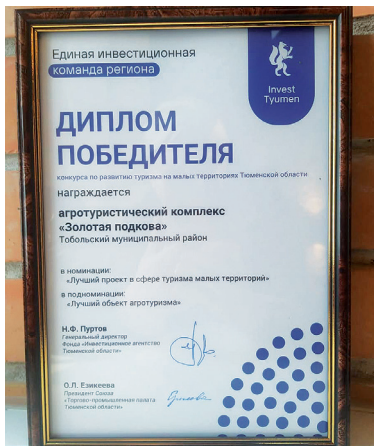 Единая инвестиционная
команда региона
Invest
Tyumen
ДИПЛОМ
ПОБЕДИТЕЛЯ
конкурса по развитию туризма на малых территориях Тюменской области
награждается
агротуристический комплекс
«Золотая подкова»
Тобольский муниципальный район
в номинации:
«Лучший проект в сфере туризма малых территорий»
в подноминации:
«Лучший объект агротуризма»
Н.Ф. Пуртов
Генеральный директор
Фонда «Инвестиционное агентство
Тюменской области»
О.Л. Езикеева
Президент Союза
«Торгово-промышленная палата
Тюменской области»